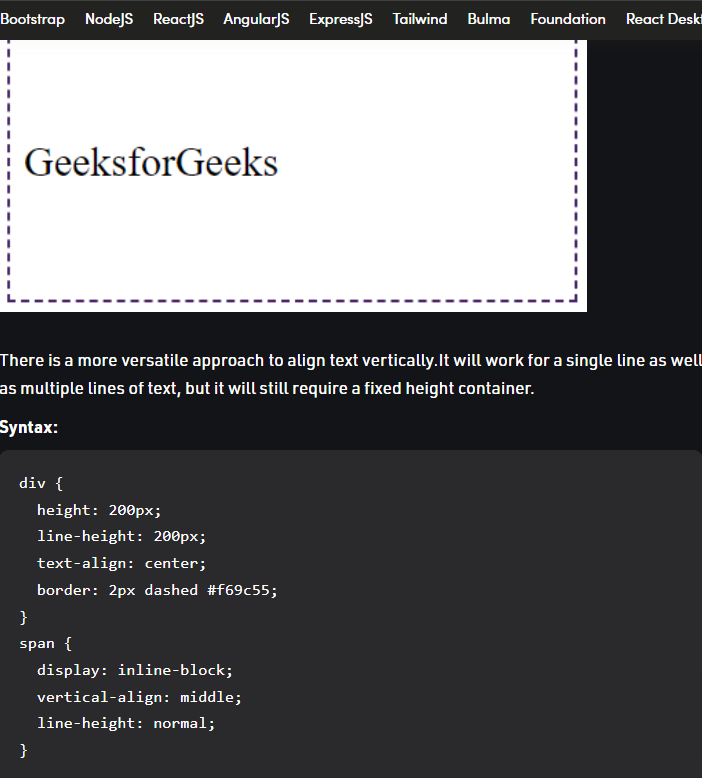 Bootstrap NodeJS ReactJS AngularJS ExpressJS Tailwind Bulma Foundation React
GeeksforGeeks
There is a more versatile approach to align text vertically.It will work for a single line as well
as multiple lines of text, but it will still require a fixed height container.
Syntax:
div {
  height: 200px;
  line-height: 200px;
  text-align: center;
  border: 2px dashed #f69c55;
}
span {
  display: inline-block;
  vertical-align: middle;
  line-height: normal;
}